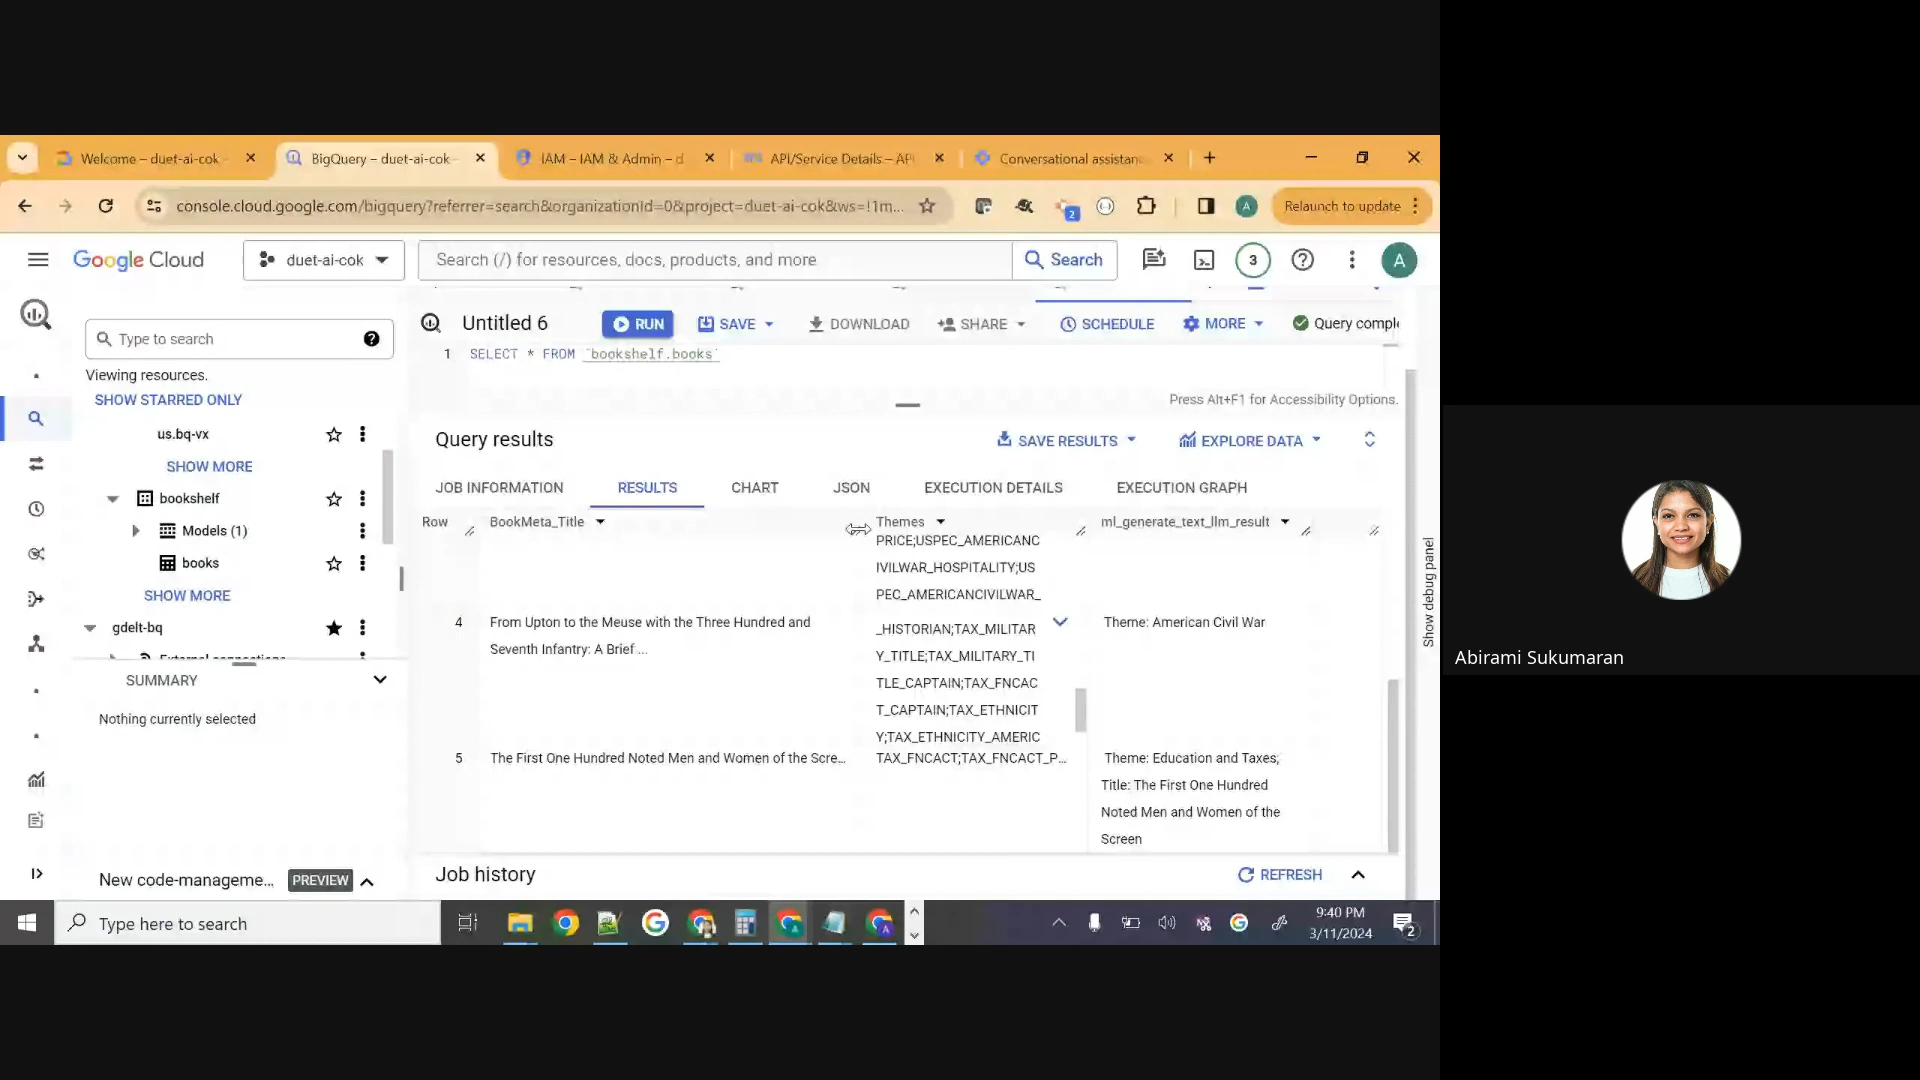 Welcome – duet-ai-cok
BigQuery – duet-ai-cok
IAM – IAM & Admin – d
API/Service Details – AP
Conversational assistan
console.cloud.google.com/bigquery?referrer=search&organizationId=0&project=duet-ai-cok&ws=!1m...
2
A
Relaunch to update
Google Cloud
duet-ai-cok
Search (/) for resources, docs, products, and more
Search
3
A
Type to search
Viewing resources.
SHOW STARRED ONLY
us.bq-vx
SHOW MORE
bookshelf
Models (1)
books
SHOW MORE
gdelt-bq
SUMMARY
Nothing currently selected
New code-manageme...
PREVIEW
Untitled 6
RUN
SAVE
DOWNLOAD
SHARE
SCHEDULE
MORE
Query comple
1 SELECT * FROM `bookshelf.books`
Press Alt+F1 for Accessibility Options.
Query results
SAVE RESULTS
EXPLORE DATA
JOB INFORMATION
RESULTS
CHART
JSON
EXECUTION DETAILS
EXECUTION GRAPH
Row
BookMeta_Title
Themes
ml_generate_text_llm_result
PRICE;USPEC_AMERICANC
IVILWAR_HOSPITALITY;US
PEC_AMERICANCIVILWAR_
4
From Upton to the Meuse with the Three Hundred and
Seventh Infantry: A Brief ...
_HISTORIAN;TAX_MILITAR
Y_TITLE;TAX_MILITARY_TI
TLE_CAPTAIN;TAX_FNCAC
T_CAPTAIN;TAX_ETHNICIT
Y;TAX_ETHNICITY_AMERIC
Theme: American Civil War
5
The First One Hundred Noted Men and Women of the Scre...
TAX_FNCACT;TAX_FNCACT_P...
Theme: Education and Taxes;
Title: The First One Hundred
Noted Men and Women of the
Screen
Job history
REFRESH
Show debug panel
Type here to search
9:40 PM
3/11/2024
2
Abirami Sukumaran